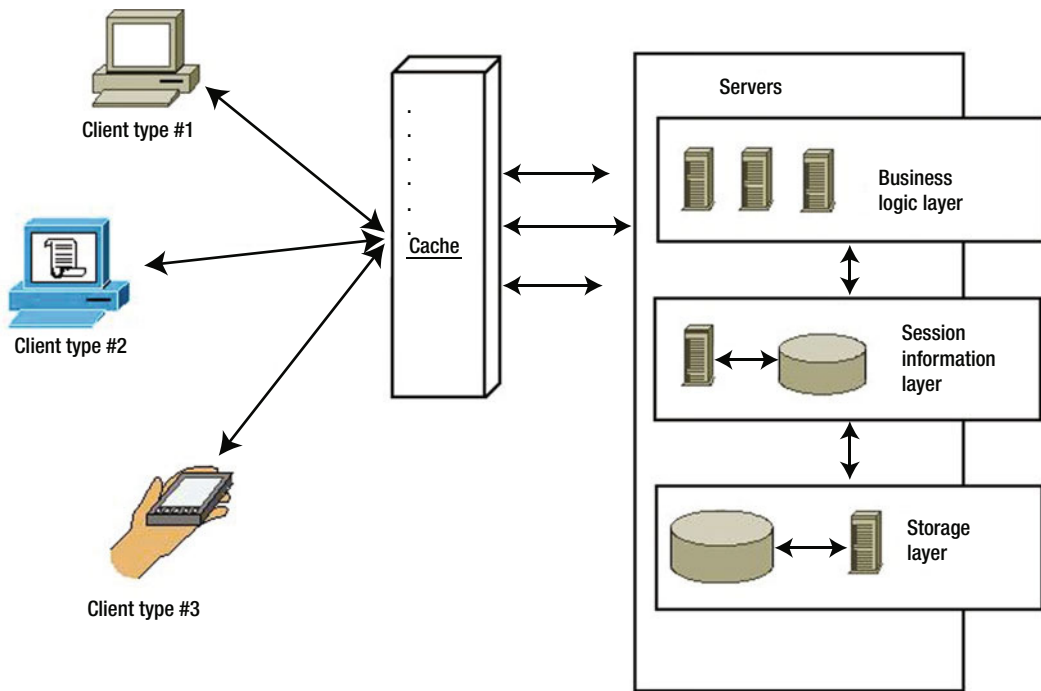 Client type #1
Client type #2
Client type #3
Cache
Servers
Business
logic layer
Session
information
layer
Storage
layer